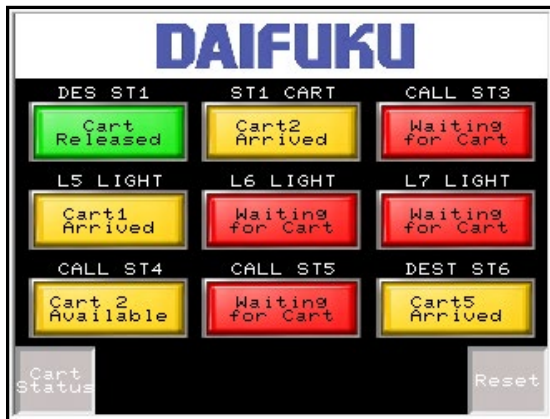 DAIFUKU
DES ST1
ST1 CART
CALL ST3
Cart
Released
Cart2
Arrived
Waiting
for Cart
L5 LIGHT
L6 LIGHT
L7 LIGHT
Cart1
Arrived
Waiting
for Cart
Waiting
for Cart
CALL ST4
CALL ST5
DEST ST6
Cart 2
Available
Waiting
for Cart
Cart5
Arrived
Cart
Status
Reset